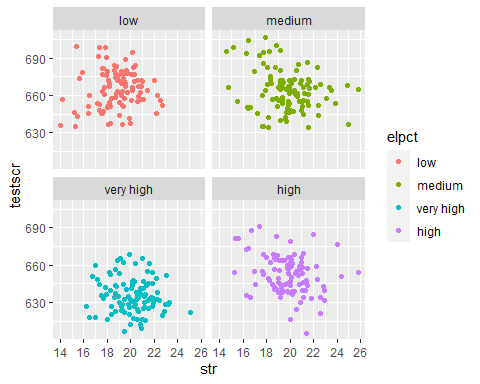 low medium
690
660
630
testscr
elpct
low
medium
very high
high
very high high
690
660
630
14 16 18 20 22 24 26 14 16 18 20 22 24 26
str